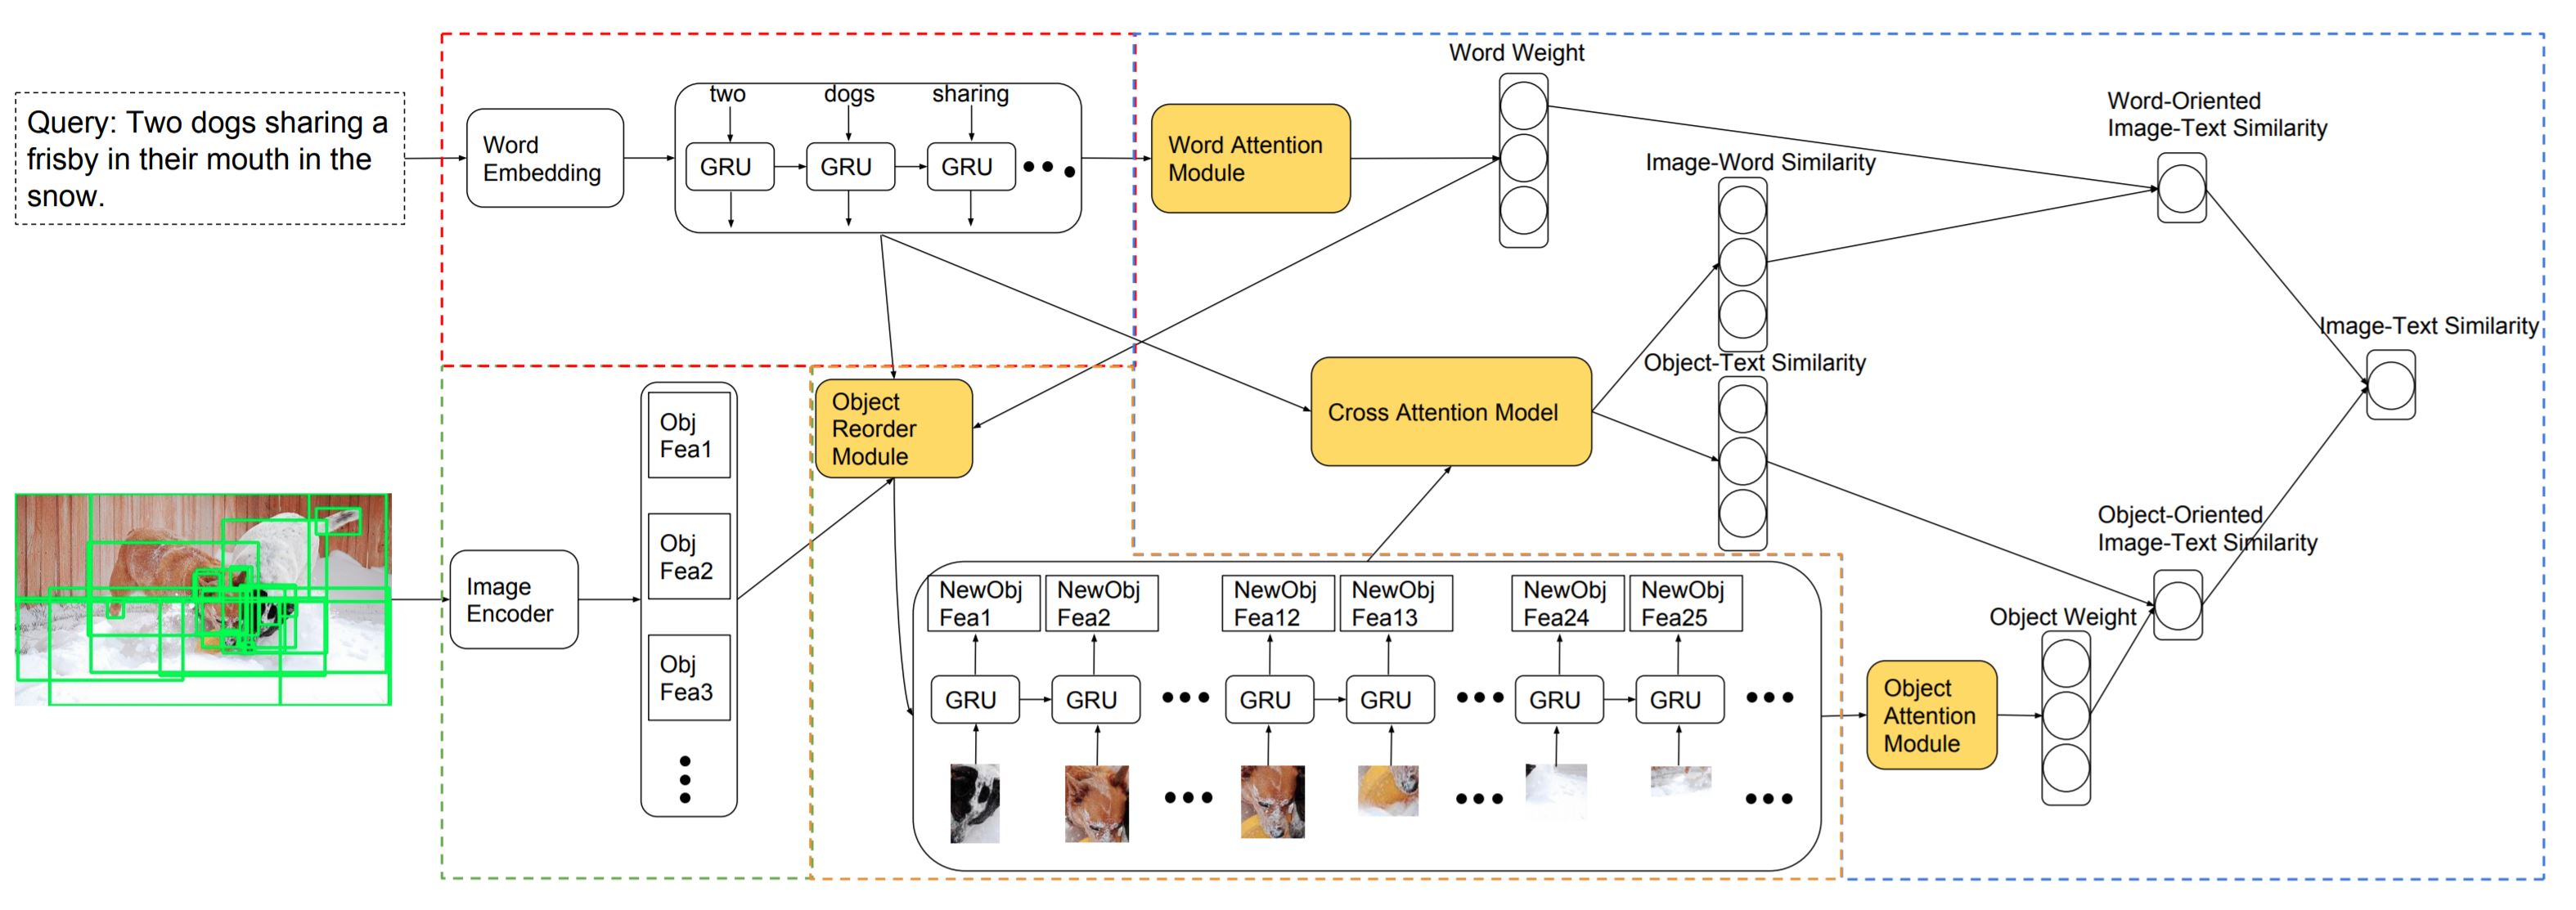 Query: Two dogs sharing a
frisby in their mouth in the
snow.
Word
Embedding
two
dogs
sharing
GRU
GRU
GRU
Word Attention
Module
Word Weight
Image-Word Similarity
Word-Oriented
Image-Text Similarity
Image-Text Similarity
Object-Text Similarity
Cross Attention Model
Object
Reorder
Module
Obj
Fea1
Obj
Fea2
Obj
Fea3
Image
Encoder
NewObj
Fea1
NewObj
Fea2
NewObj
Fea12
NewObj
Fea13
NewObj
Fea24
NewObj
Fea25
GRU
GRU
GRU
GRU
GRU
GRU
Object
Attention
Module
Object Weight
Object-Oriented
Image-Text Similarity